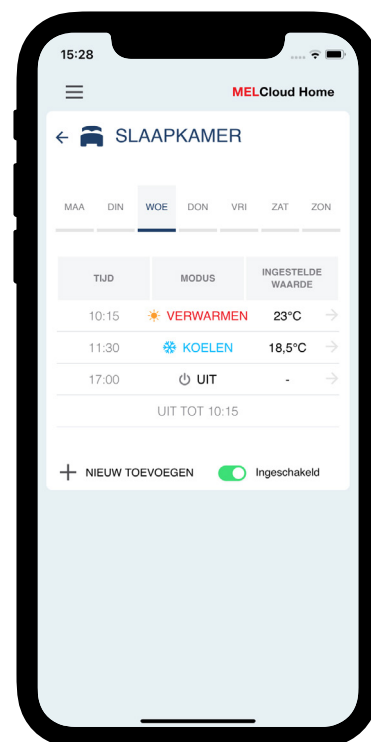 15:28
MELCloud Home
SLAAPKAMER
MAA DIN WOE DON VRI ZAT ZON
TIJD MODUS INGESTELDE WAARDE
10:15 VERWARMEN 23°C
11:30 KOELEN 18,5°C
17:00 UIT -
UIT TOT 10:15
NIEUW TOEVOEGEN Ingeschakeld